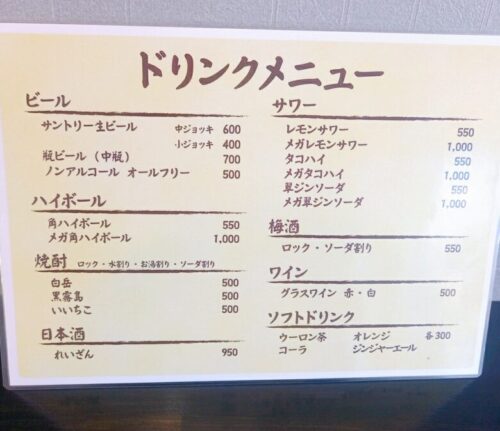 ドリンクメニュー
ビール
サントリー生ビール 中ジョッキ 600
小ジョッキ 400
瓶ビール（中瓶） 700
ノンアルコール オールフリー 500
ハイボール
角ハイボール 550
メガ角ハイボール 1,000
焼酎 ロック・水割り・お湯割り・ソーダ割り
白岳 500
黒霧島 500
いいちこ 500
日本酒
れいざん 950
サワー
レモンサワー 550
メガレモンサワー 1,000
タコハイ 550
メガタコハイ 1,000
翠ジンソーダ 550
メガ翠ジンソーダ 1,000
梅酒
ロック・ソーダ割り 550
ワイン
グラスワイン 赤・白 500
ソフトドリンク
ウーロン茶 オレンジ 各300
コーラ ジンジャーエール